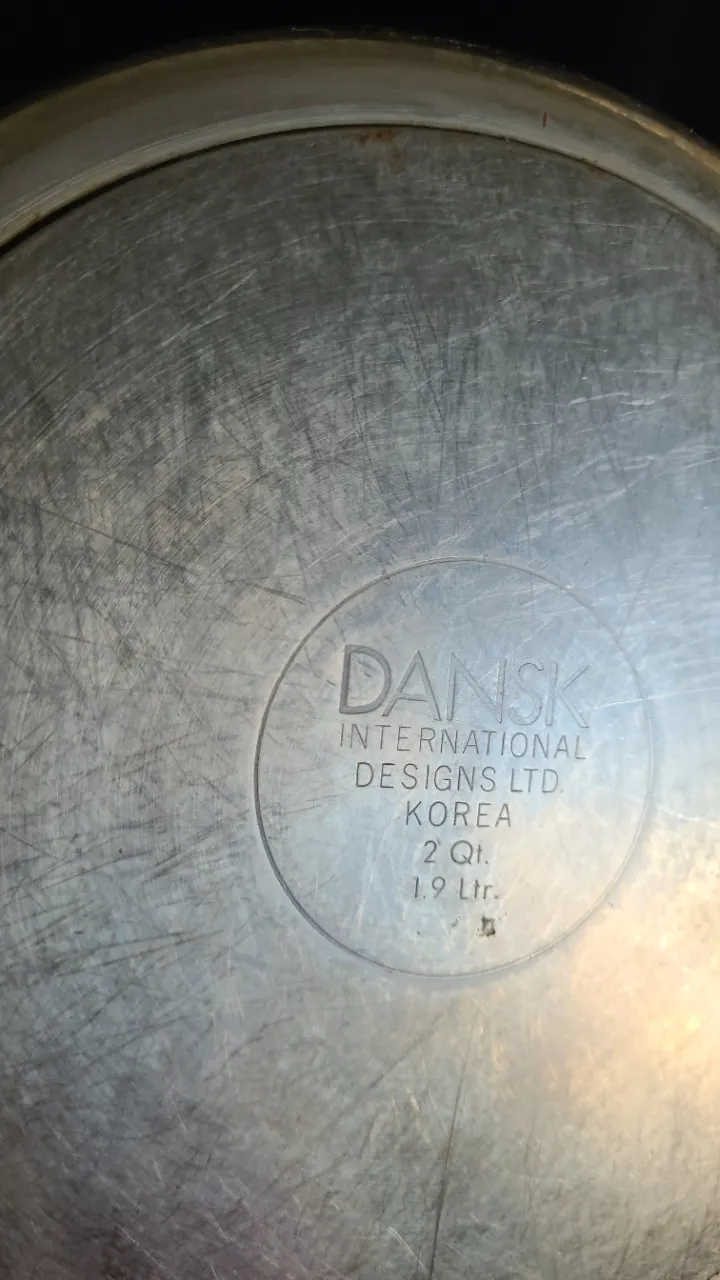 DANSK
INTERNATIONAL
DESIGNS LTD.
KOREA
2 Qt.
1.9 Ltr.